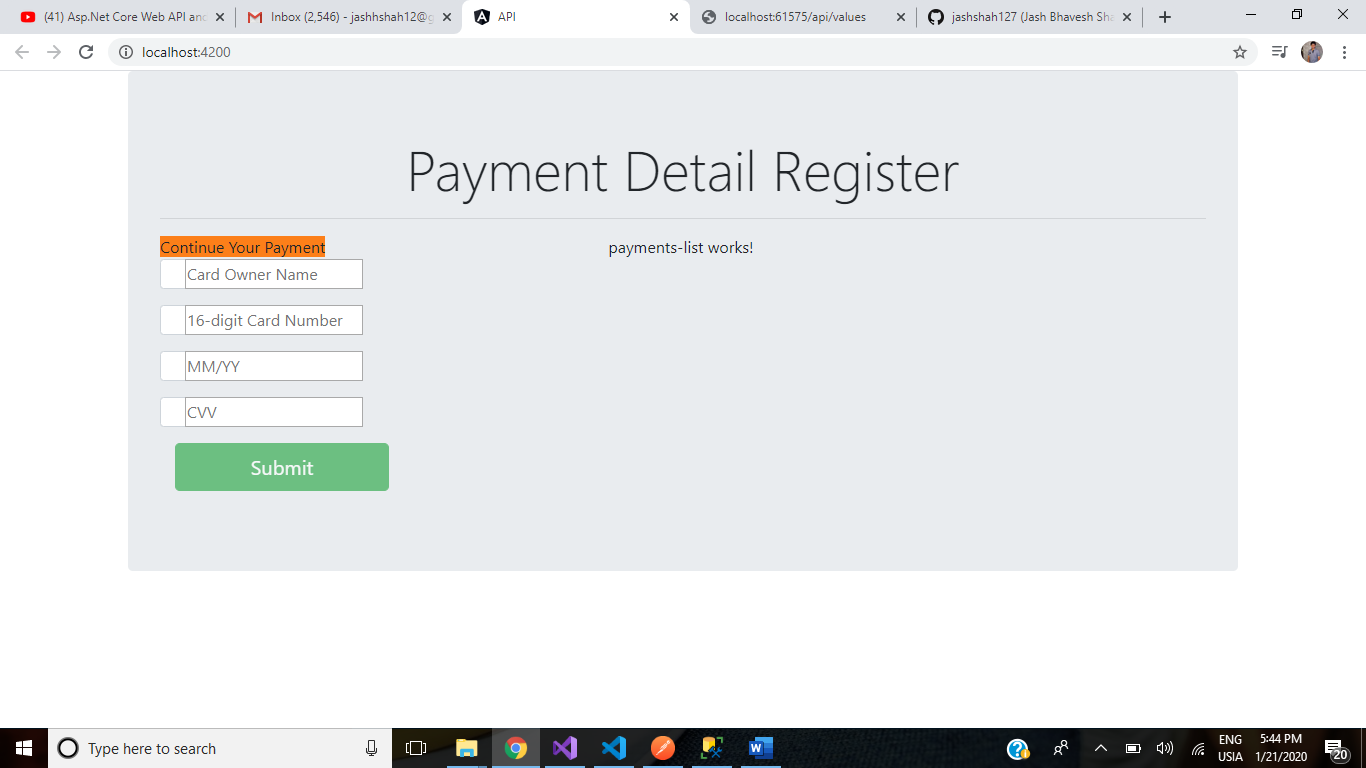 (41) Asp.Net Core Web API and
Inbox (2,546) - jashhshah12@g
API
localhost:61575/api/values
jashshah127 (Jash Bhavesh Sha
localhost:4200
Payment Detail Register
Continue Your Payment
payments-list works!
Card Owner Name
16-digit Card Number
MM/YY
CVV
Submit
Type here to search
ENG
USIA
5:44 PM
1/21/2020
20